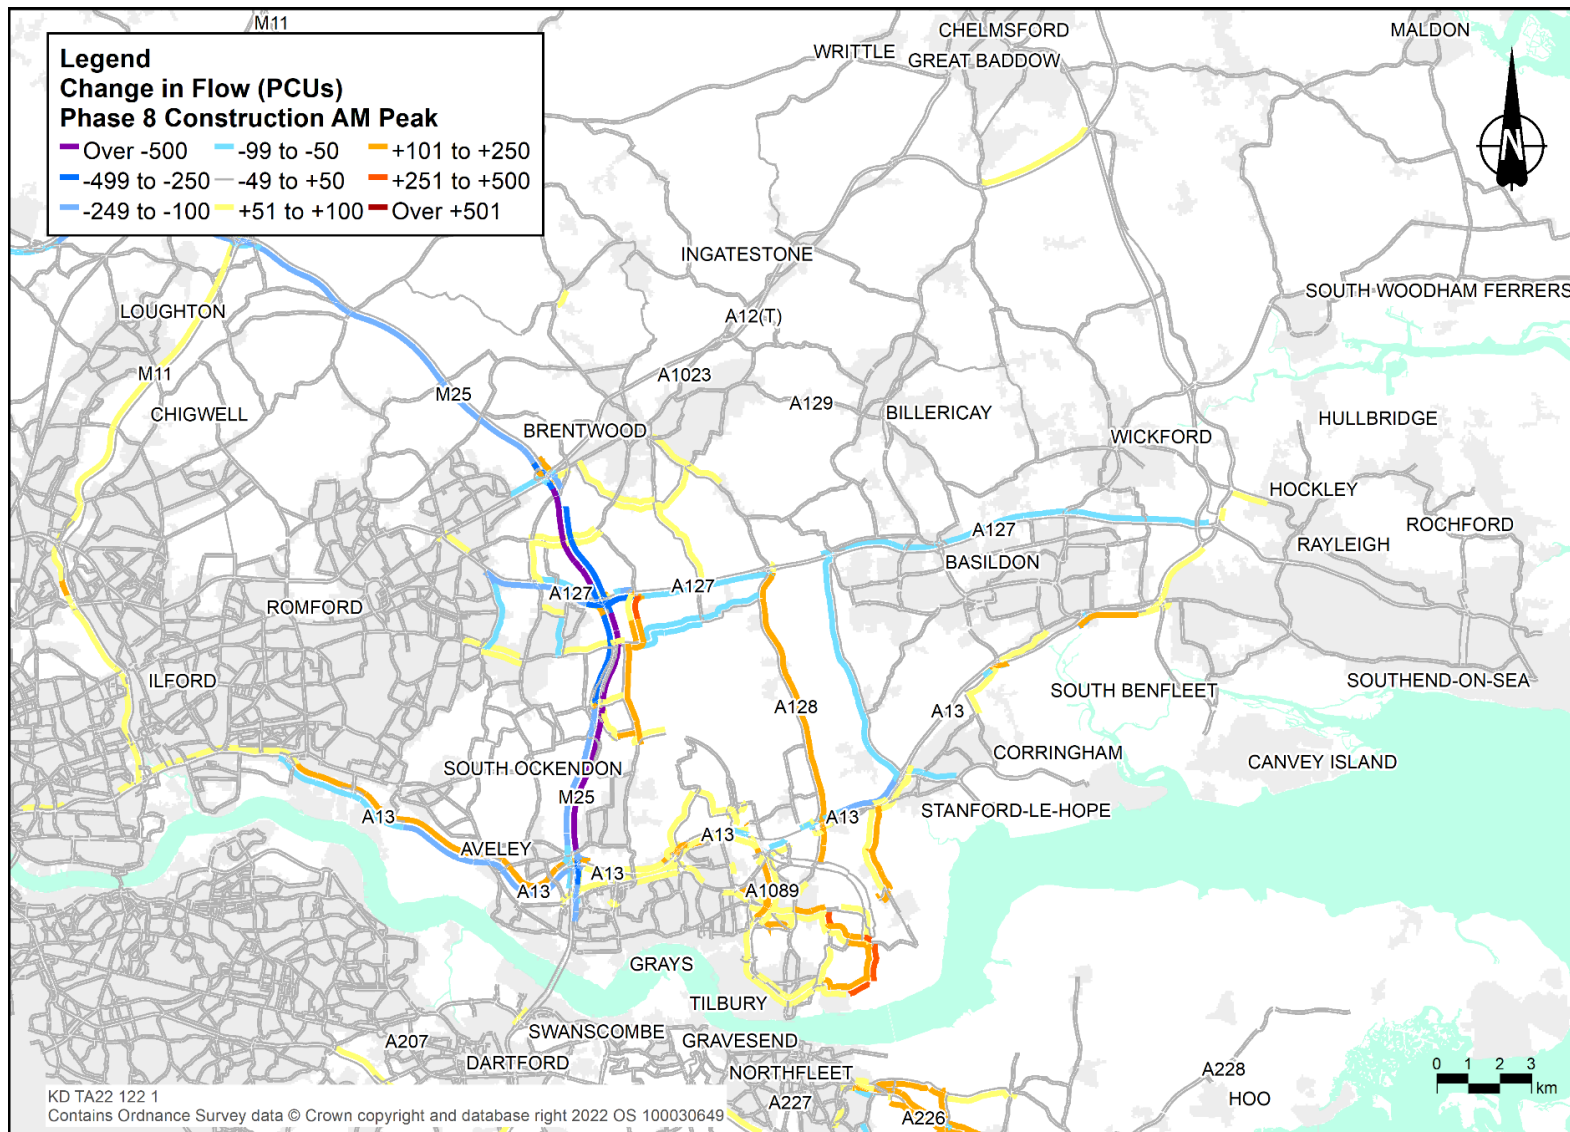 M11
Legend
Change in Flow (PCUs)
Phase 8 Construction AM Peak
Over -500 -99 to -50 +101 to +250
-499 to -250 -49 to +50 +251 to +500
-249 to -100 +51 to +100 Over +501
CHELMSFORD
MALDON
WRITTLE
GREAT BADDOW
N
INGATESTONE
SOUTH WOODHAM FERRERS
LOUGHTON
A12(T)
M11
A1023
M25
A129
CHIGWELL
BILLERICAY
HULLBRIDGE
BRENTWOOD
WICKFORD
HOCKLEY
A127
ROCHFORD
RAYLEIGH
BASILDON
A127
A127
ROMFORD
ILFORD
SOUTH BENFLEET
SOUTHEND-ON-SEA
A128
A13
CORRINGHAM
CANVEY ISLAND
SOUTH OCKENDON
M25
STANFORD-LE-HOPE
A13
A13
A13
AVELEY
A13
A13
A1089
GRAYS
TILBURY
SWANSCOMBE
A207
GRAVESEND
DARTFORD
NORTHFLEET
A228
A227
HOO
A226
0 1 2 3
km
KD TA22 122 1
Contains Ordnance Survey data © Crown copyright and database right 2022 OS 100030649